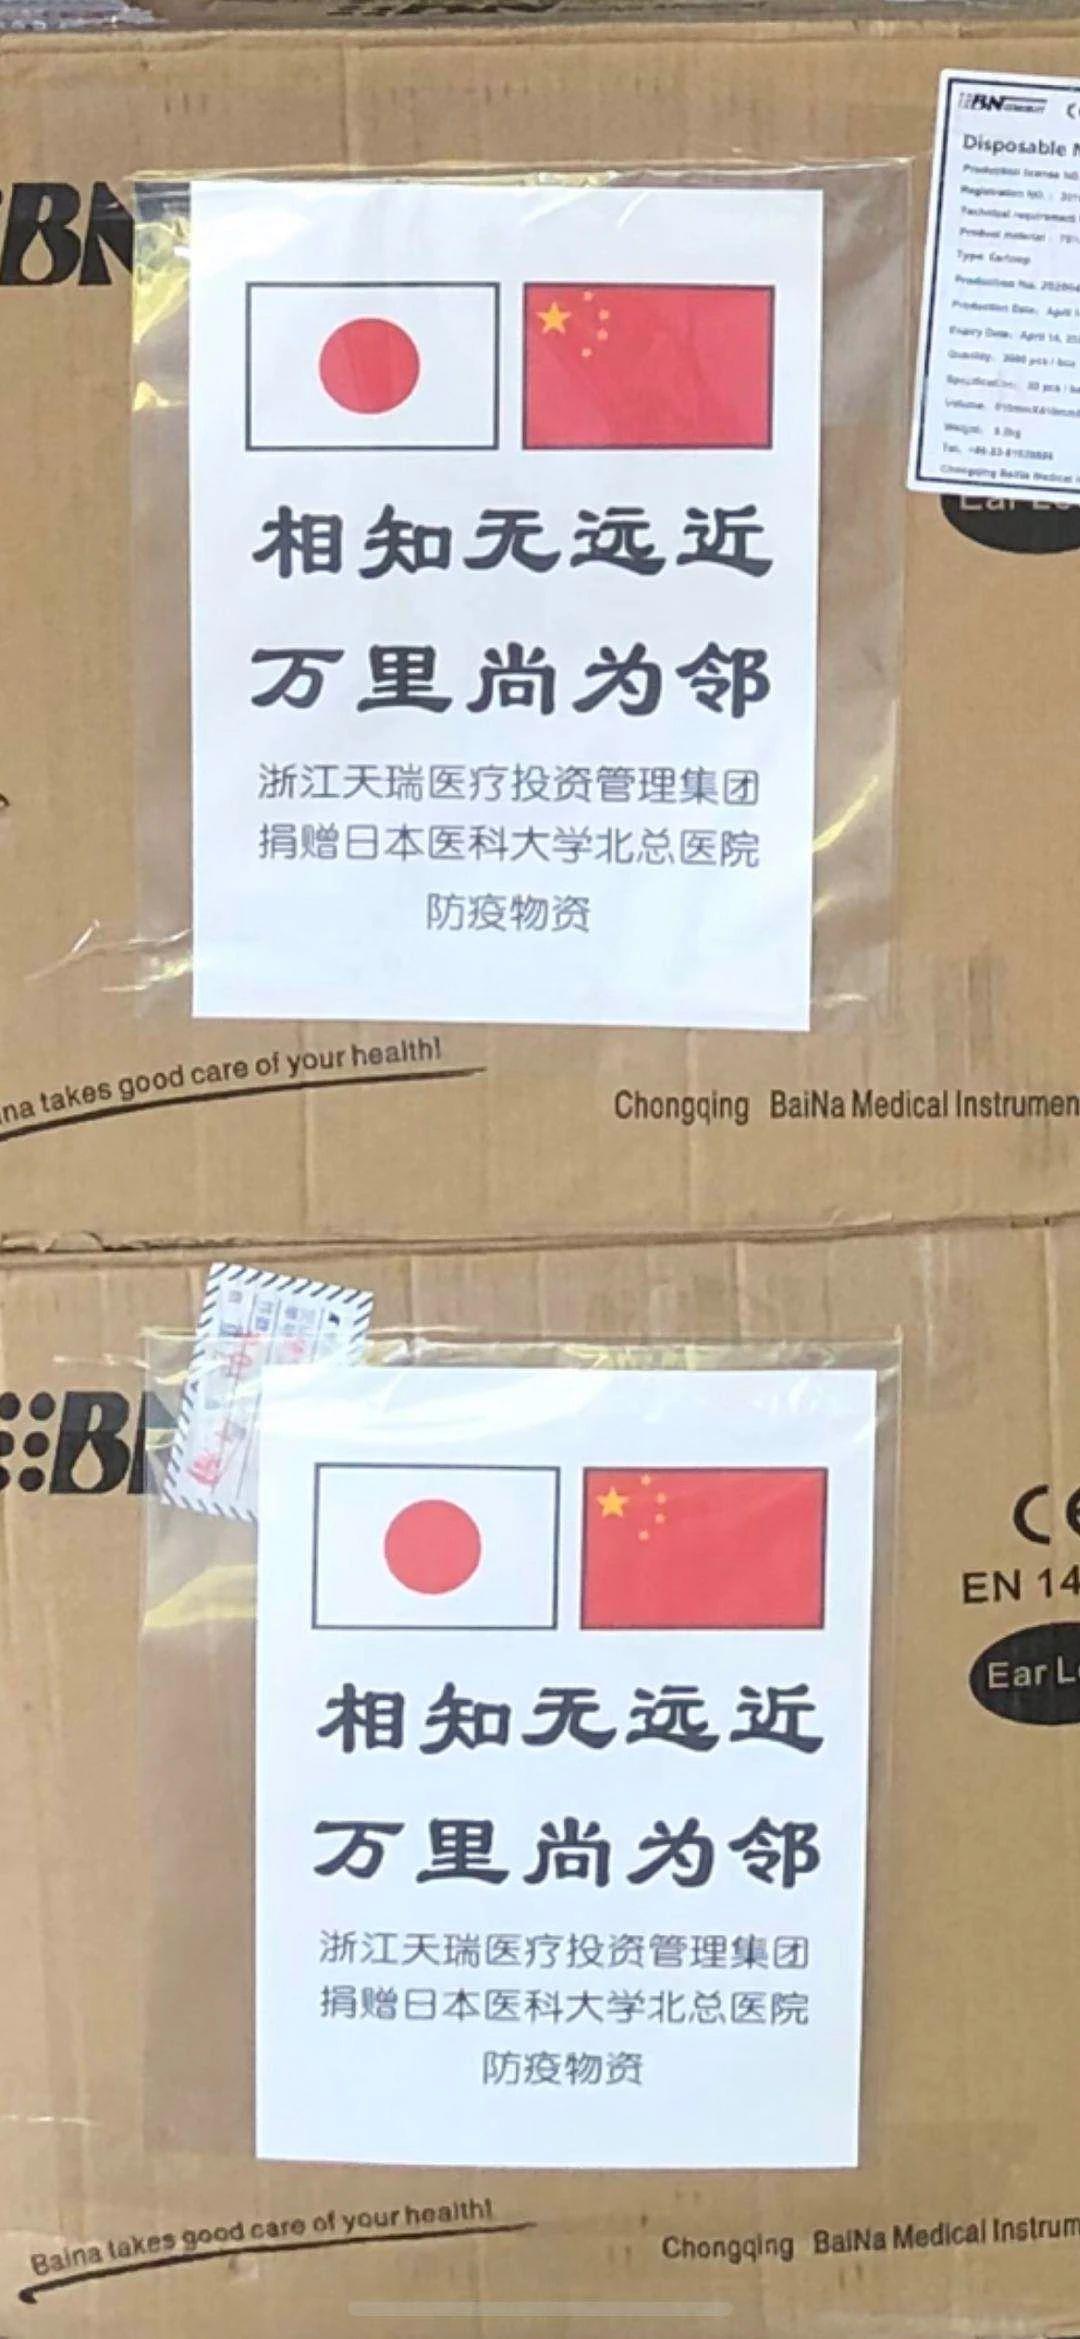 BN
Disposable
Type: Earloop
相知无远近
万里尚为邻
浙江天瑞医疗投资管理集团
捐赠日本医科大学北总医院
防疫物资
takes good care of your health!
Chongqing BaiNa Medical Instrumen
CE
EN 14
Ear L
相知无远近
万里尚为邻
浙江天瑞医疗投资管理集团
捐赠日本医科大学北总医院
防疫物资
Baina takes good care of your health!
Chongqing BaiNa Medical Instrum